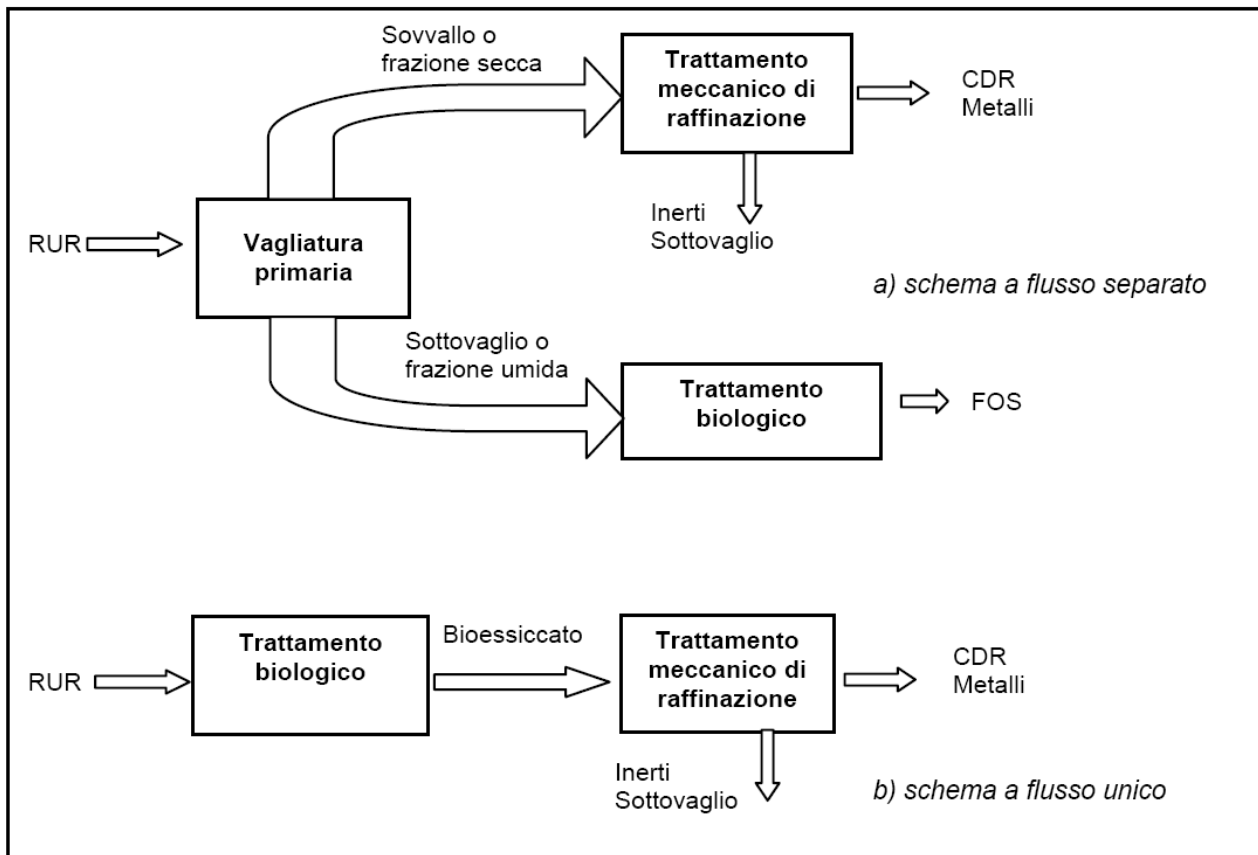 Sovvallo o
frazione secca
Trattamento
meccanico di
raffinazione
CDR
Metalli
Inerti
Sottovaglio
RUR
Vagliatura
primaria
a) schema a flusso separato
Sottovaglio o
frazione umida
Trattamento
biologico
FOS
RUR
Trattamento
biologico
Bioessiccato
Trattamento
meccanico di
raffinazione
CDR
Metalli
Inerti
Sottovaglio
b) schema a flusso unico